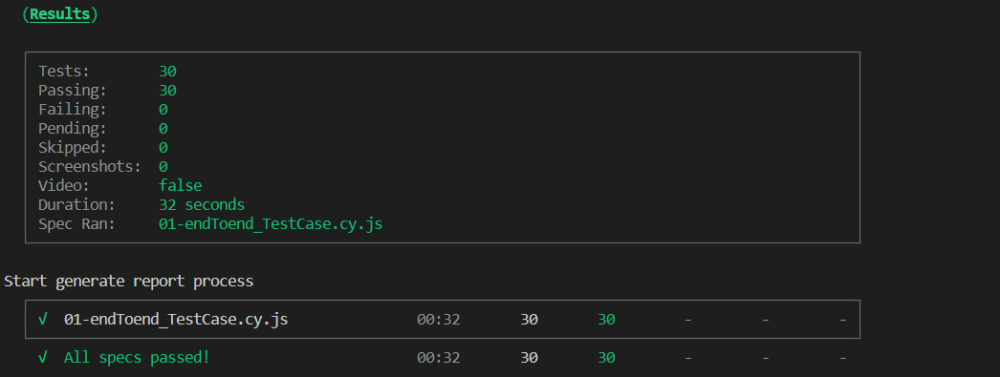 (Results)
Tests: 30
Passing: 30
Failing: 0
Pending: 0
Skipped: 0
Screenshots: 0
Video: false
Duration: 32 seconds
Spec Ran: 01-endToend_TestCase.cy.js
Start generate report process
√ 01-endToend_TestCase.cy.js 00:32 30 30 - - -
√ All specs passed! 00:32 30 30 - - -